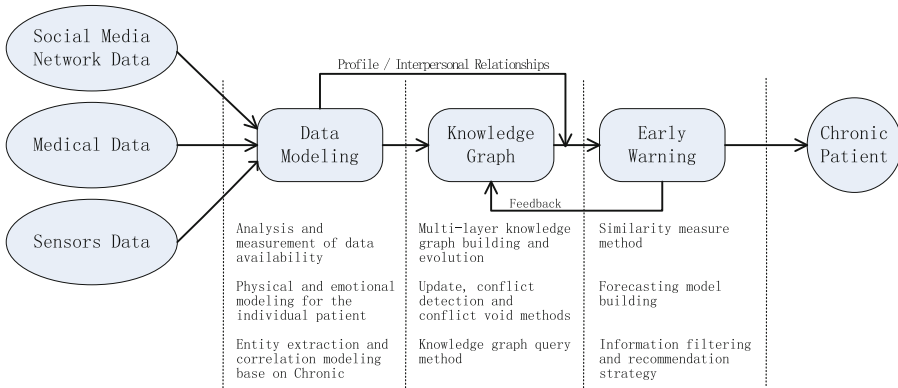 Social Media
Network Data
Medical Data
Sensors Data
Profile / Interpersonal Relationships
Data
Modeling
Knowledge
Graph
Early
Warning
Chronic
Patient
Feedback
Analysis and
measurement of data
availability
Physical and emotional
modeling for the
individual patient
Entity extraction and
correlation modeling
base on Chronic
Multi-layer knowledge
graph building and
evolution
Update, conflict
detection and
conflict void methods
Knowledge graph query
method
Similarity measure
method
Forecasting model
building
Information filtering
and recommendation
strategy